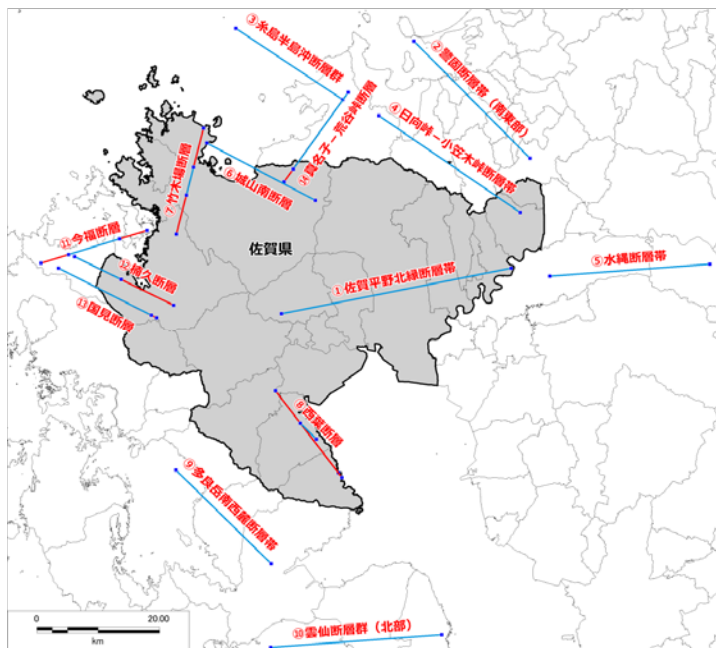 ③糸島半島沖断層群
②警固断層帯（南東部）
④日向峠－小笠木峠断層帯
⑭真名子－荒谷峠断層
⑦竹木場断層
⑥城山南断層
佐賀県
⑪今福断層
⑫楠久断層
⑬国見断層
①佐賀平野北縁断層帯
⑤水縄断層帯
⑧西葉断層
⑨多良岳南西麓断層帯
⑩雲仙断層群（北部）
0 20.00
km